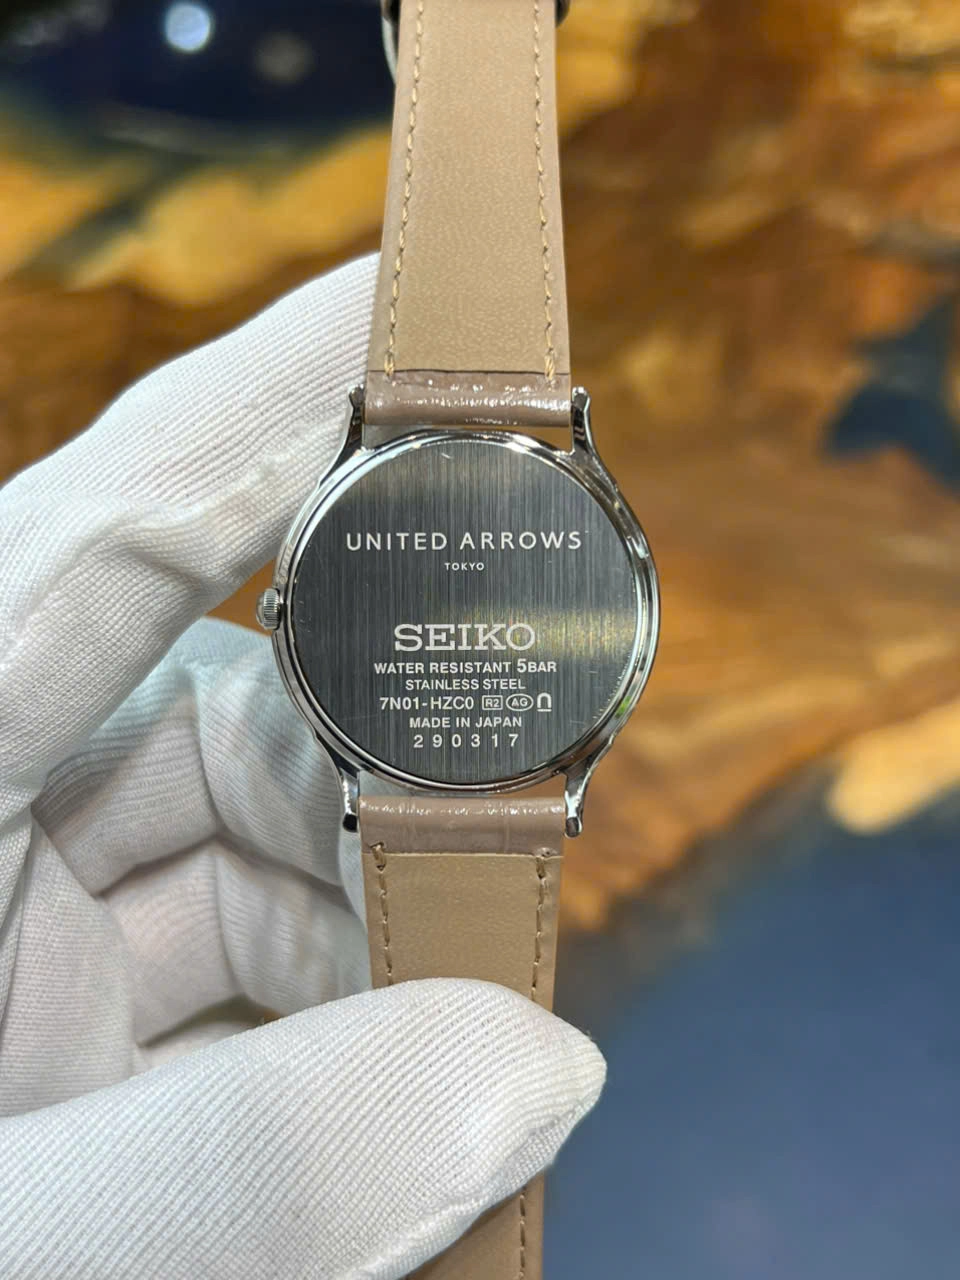 UNITED ARROWS
TOKYO
SEIKO
WATER RESISTANT 5BAR
STAINLESS STEEL
7N01-HZC0 R2 AG
MADE IN JAPAN
290317